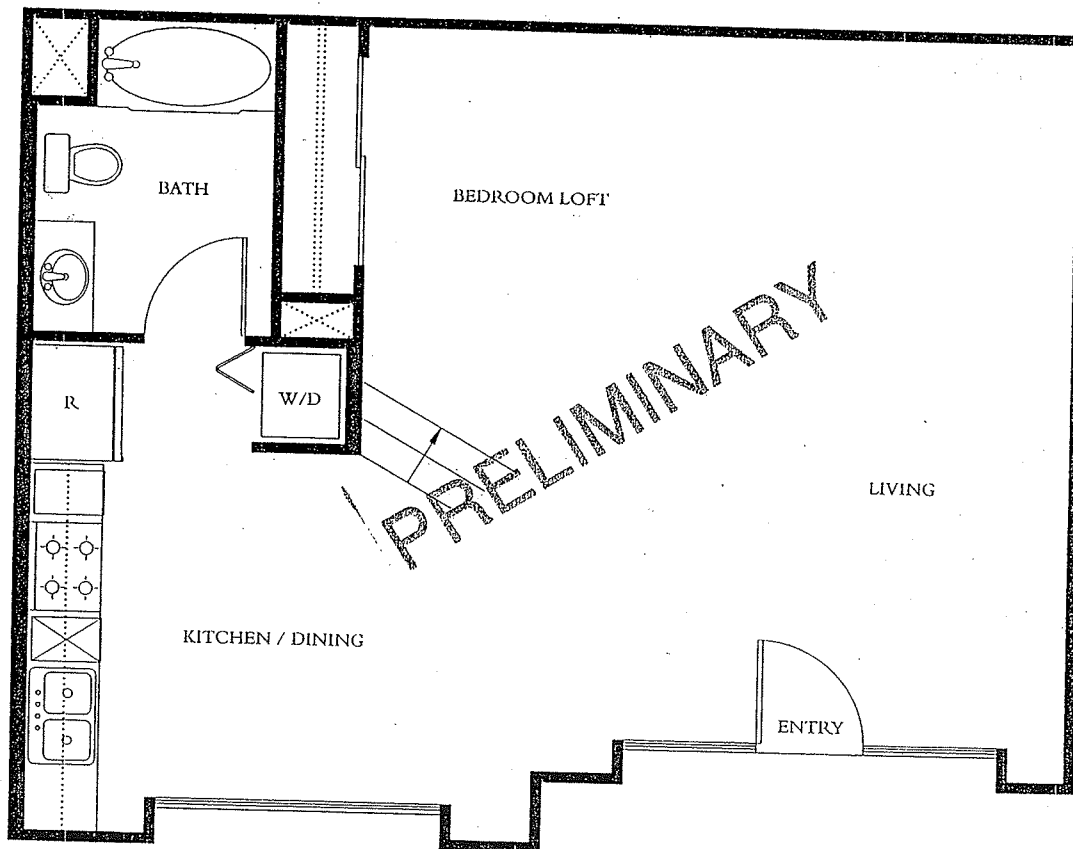 BATH
BEDROOM LOFT
PRELIMINARY
R
W/D
LIVING
KITCHEN / DINING
ENTRY